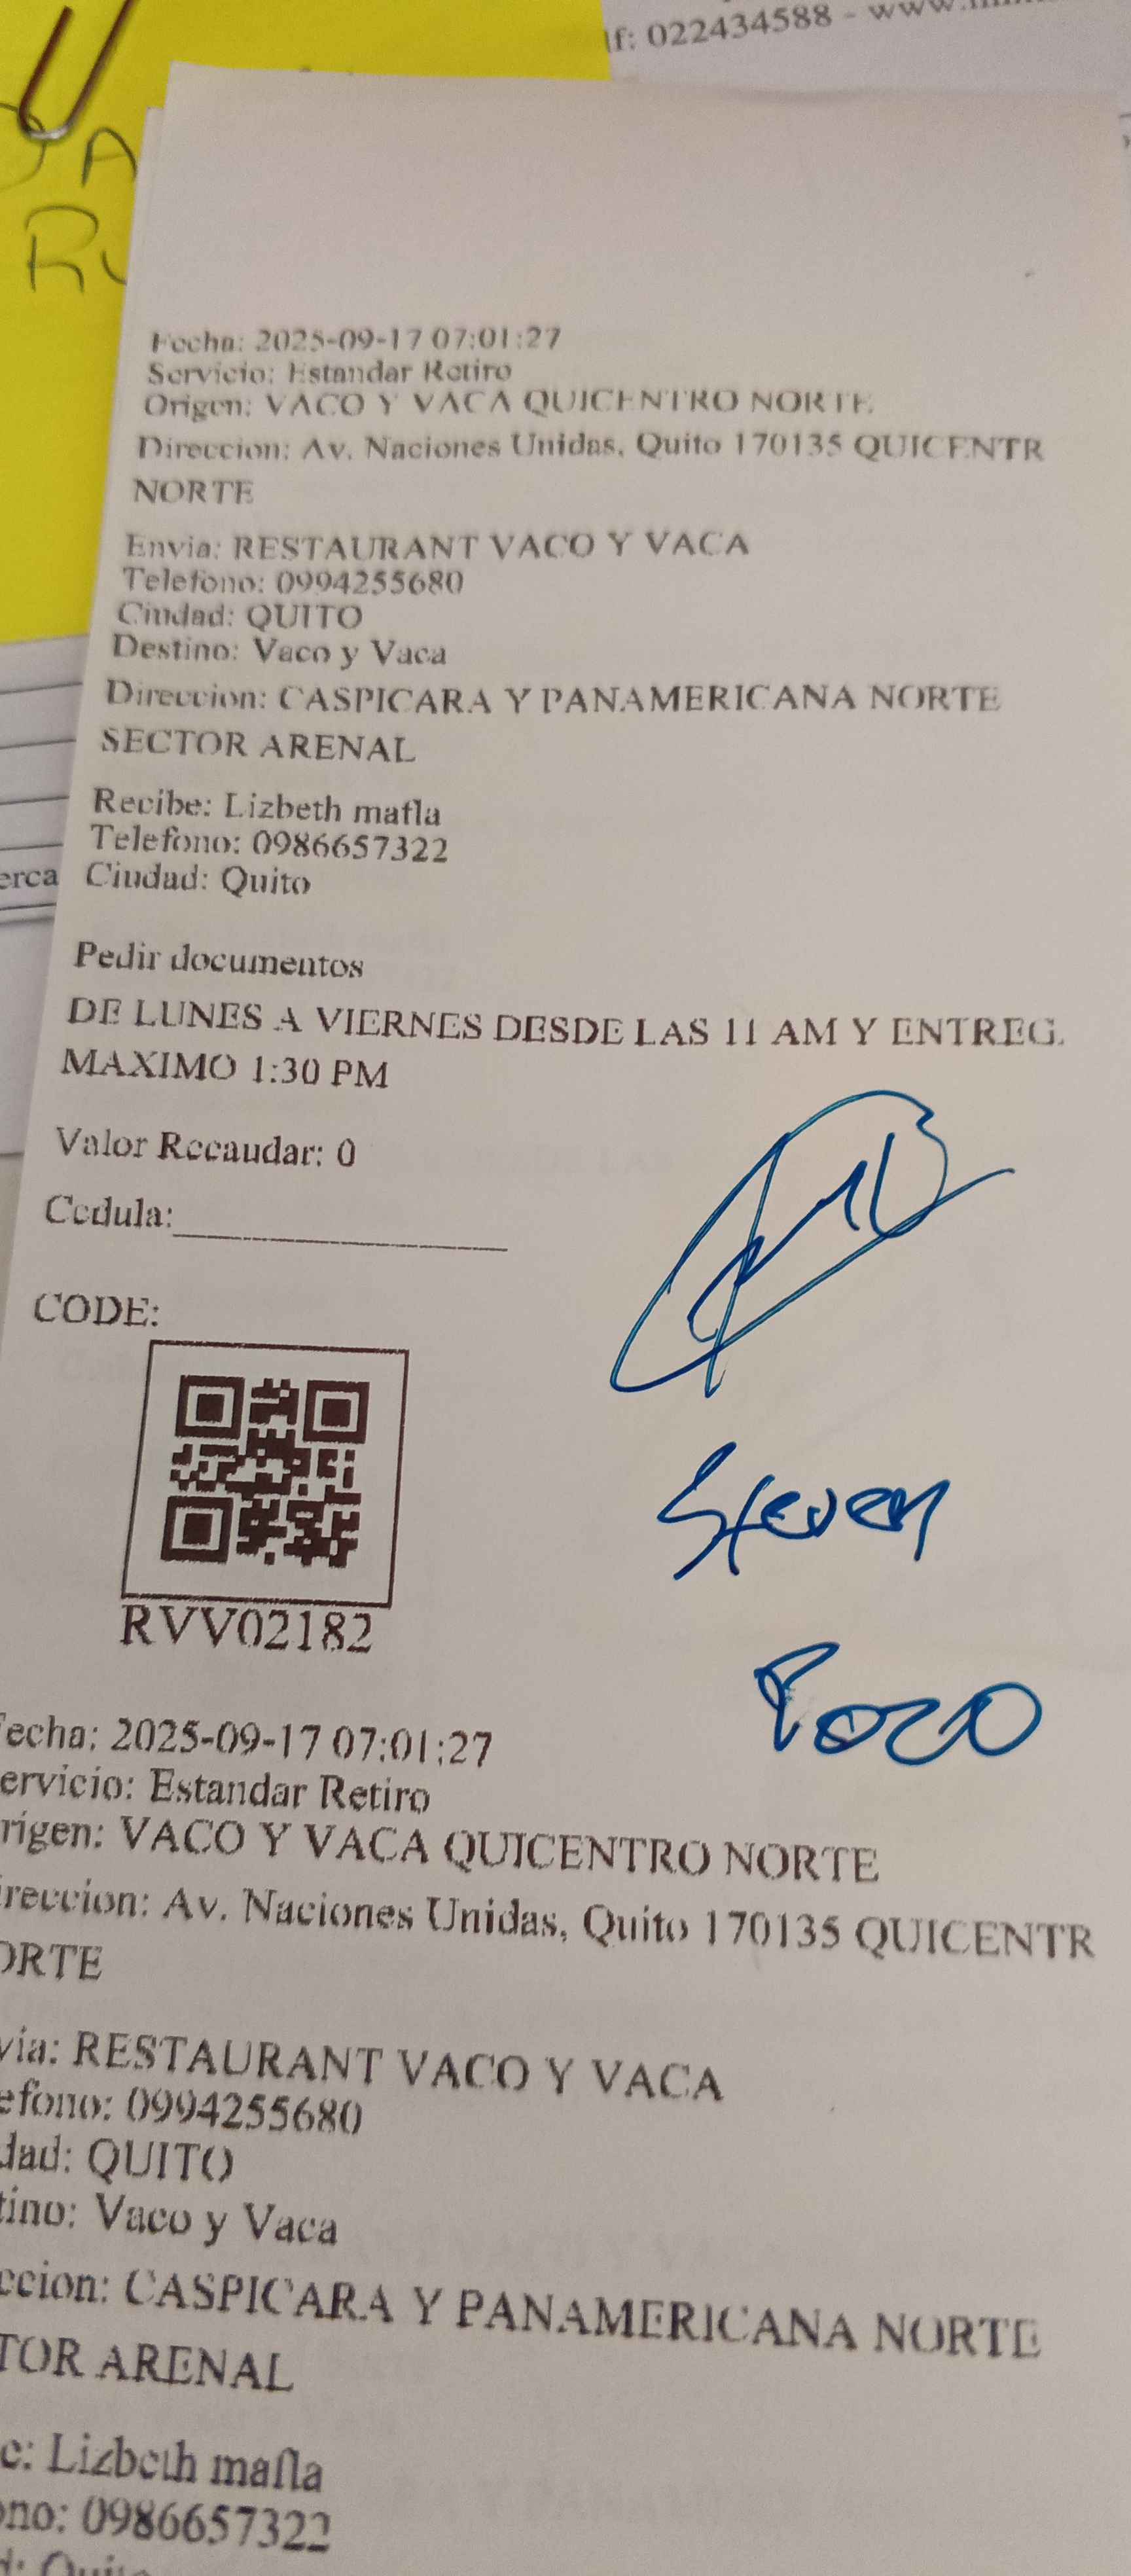 lf: 022434588 - www.
A
Fecha: 2025-09-17 07:01:27
Servicio: Estandar Retiro
Origen: VACO Y VACA QUICENTRO NORTE
Direccion: Av. Naciones Unidas, Quito 170135 QUICENTR
NORTE
Envia: RESTAURANT VACO Y VACA
Telefono: 0994255680
Ciudad: QUITO
Destino: Vaco y Vaca
Direccion: CASPICARA Y PANAMERICANA NORTE
SECTOR ARENAL
Recibe: Lizbeth mafla
Telefono: 0986657322
erca
Ciudad: Quito
Pedir documentos
DE LUNES A VIERNES DESDE LAS 11 AM Y ENTREG.
MAXIMO 1:30 PM
Valor Recaudar: 0
Cedula:
CODE:
Steven
Pozo
RVV02182
Fecha: 2025-09-17 07:01:27
ervicio: Estandar Retiro
rigen: VACO Y VACA QUICENTRO NORTE
ireccion: Av. Naciones Unidas, Quito 170135 QUICENTR
ORTE
via: RESTAURANT VACO Y VACA
efono: 0994255680
dad: QUITO
tino: Vaco y Vaca
ccion: CASPICARA Y PANAMERICANA NORTE
TOR ARENAL
e: Lizbeth mafla
ono: 0986657322
d: Quito